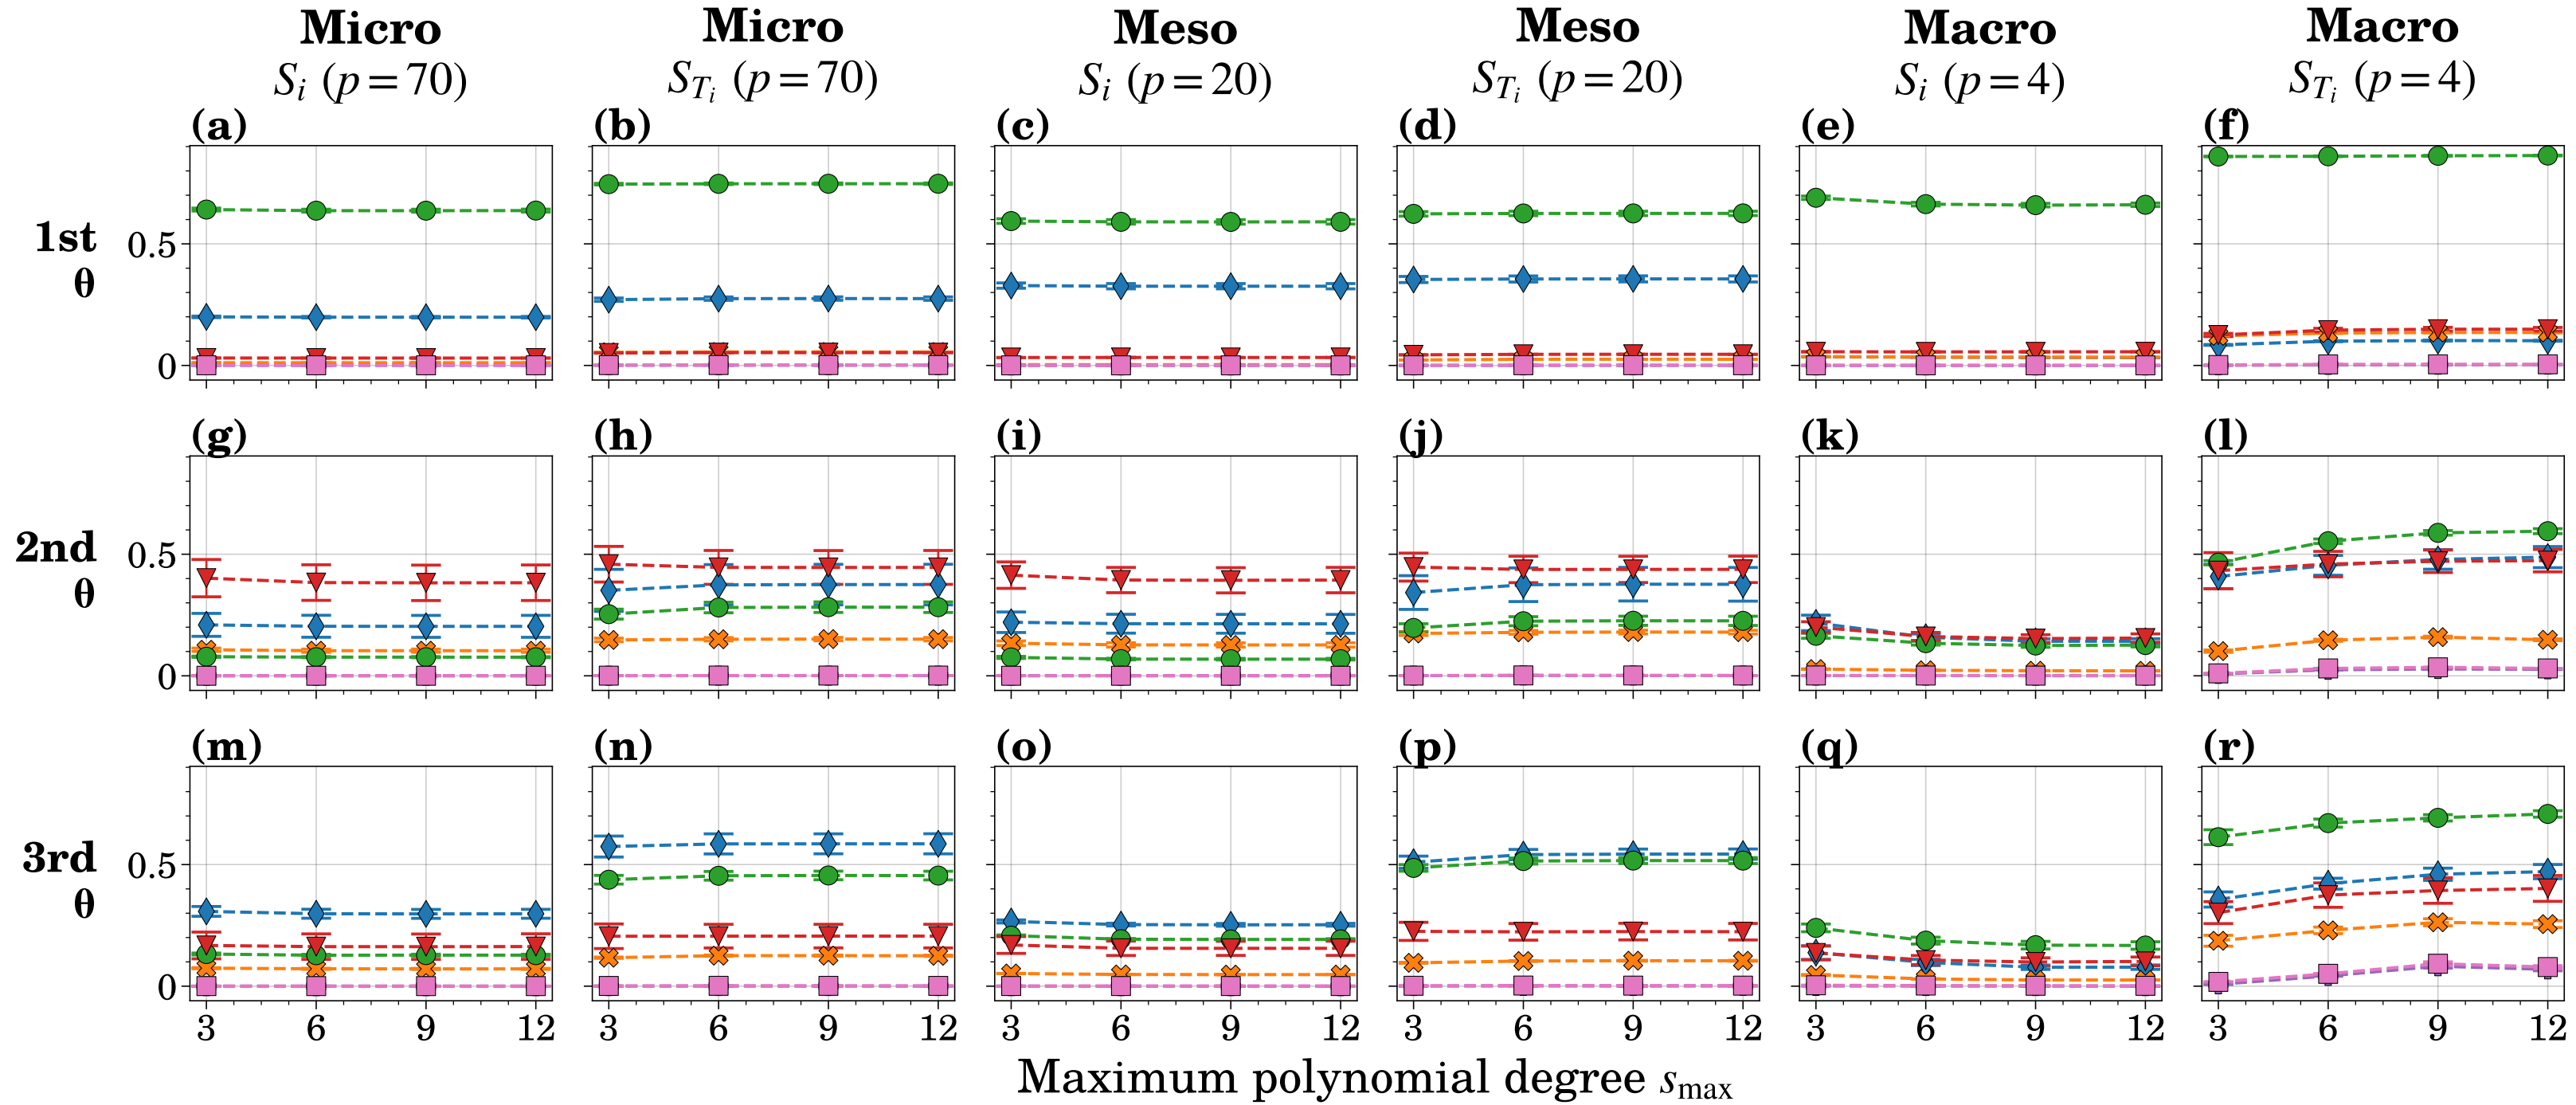 Micro Micro Meso Meso Macro Macro
S_i (p = 70) S_{T_i} (p = 70) S_i (p = 20) S_{T_i} (p = 20) S_i (p = 4) S_{T_i} (p = 4)
(a) (b) (c) (d) (e) (f)
1st
θ
0.5
0
(g) (h) (i) (j) (k) (l)
2nd
θ
0.5
0
(m) (n) (o) (p) (q) (r)
3rd
θ
0.5
0
3 6 9 12 3 6 9 12 3 6 9 12 3 6 9 12 3 6 9 12 3 6 9 12
Maximum polynomial degree s_max